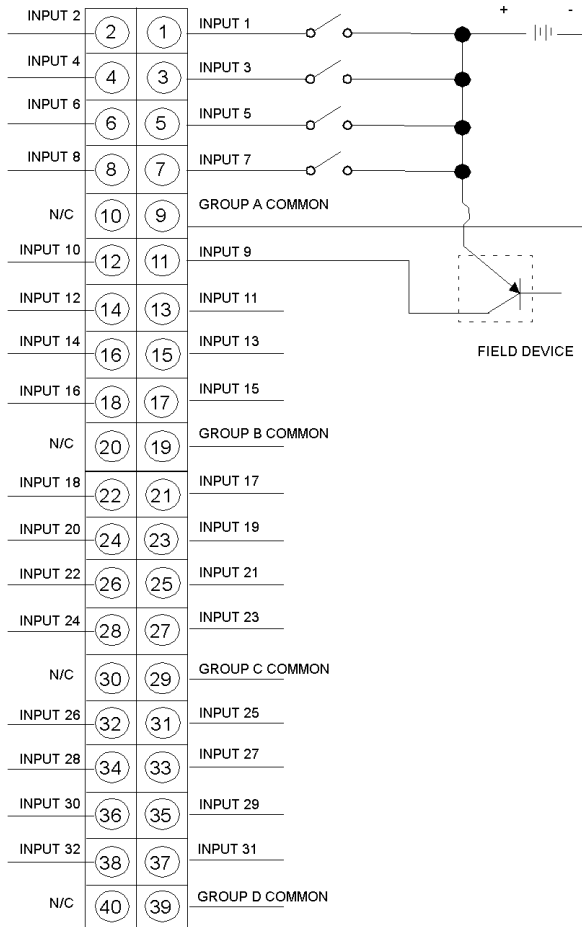 + -
INPUT 2 2 1 INPUT 1
INPUT 4 4 3 INPUT 3
INPUT 6 6 5 INPUT 5
INPUT 8 8 7 INPUT 7
N/C 10 9 GROUP A COMMON
INPUT 10 12 11 INPUT 9
INPUT 12 14 13 INPUT 11
INPUT 14 16 15 INPUT 13
FIELD DEVICE
INPUT 16 18 17 INPUT 15
N/C 20 19 GROUP B COMMON
INPUT 18 22 21 INPUT 17
INPUT 20 24 23 INPUT 19
INPUT 22 26 25 INPUT 21
INPUT 24 28 27 INPUT 23
N/C 30 29 GROUP C COMMON
INPUT 26 32 31 INPUT 25
INPUT 28 34 33 INPUT 27
INPUT 30 36 35 INPUT 29
INPUT 32 38 37 INPUT 31
N/C 40 39 GROUP D COMMON